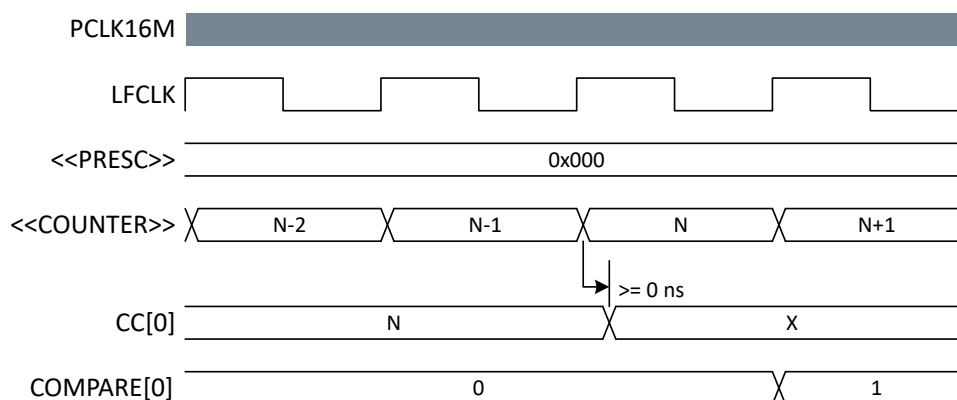 PCLK16M
LFCLK
<<PRESC>> 0x000
<<COUNTER>> N-2 N-1 N N+1
>= 0 ns
CC[0] N X
COMPARE[0] 0 1